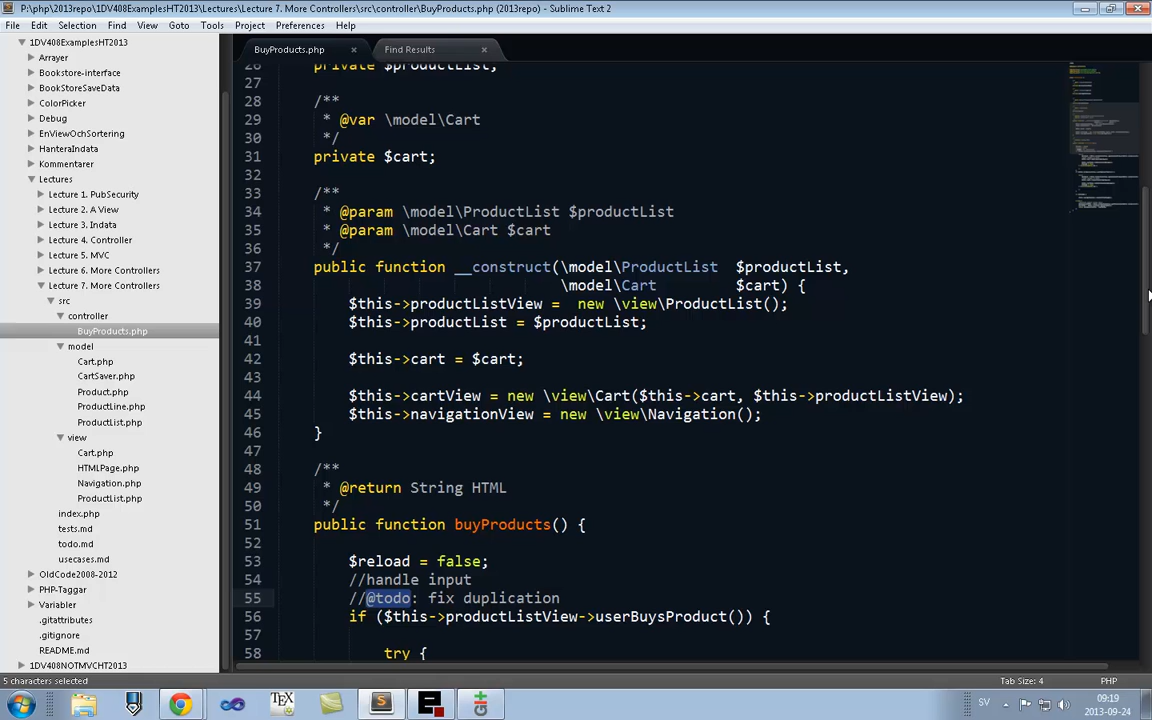 P:\php\2013repo\1DV408ExamplesHT2013\Lectures\Lecture 7. More Controllers\src\controller\BuyProducts.php (2013repo) - Sublime Text 2
File Edit Selection Find View Goto Tools Project Preferences Help
1DV408ExamplesHT2013
Arrayer
Bookstore-interface
BookStoreSaveData
ColorPicker
Debug
EnViewOchSortering
HanteraIndata
Kommentarer
Lectures
Lecture 1. PubSecurity
Lecture 2. A View
Lecture 3. Indata
Lecture 4. Controller
Lecture 5. MVC
Lecture 6. More Controllers
Lecture 7. More Controllers
src
controller
BuyProducts.php
model
Cart.php
CartSaver.php
Product.php
ProductLine.php
ProductList.php
view
Cart.php
HTMLPage.php
Navigation.php
ProductList.php
index.php
tests.md
todo.md
usecases.md
OldCode2008-2012
PHP-Taggar
Variabler
.gitattributes
.gitignore
README.md
1DV408NOTMVCHT2013
BuyProducts.php
Find Results
26 private $productList;
27
28 /**
29 * @var \model\Cart
30 */
31 private $cart;
32
33 /**
34 * @param \model\ProductList $productList
35 * @param \model\Cart $cart
36 */
37 public function __construct(\model\ProductList $productList,
38 \model\Cart $cart) {
39 $this->productListView = new \view\ProductList();
40 $this->productList = $productList;
41
42 $this->cart = $cart;
43
44 $this->cartView = new \view\Cart($this->cart, $this->productListView);
45 $this->navigationView = new \view\Navigation();
46 }
47
48 /**
49 * @return String HTML
50 */
51 public function buyProducts() {
52
53 $reload = false;
54 //handle input
55 //@todo: fix duplication
56 if ($this->productListView->userBuysProduct()) {
57
58 try {
5 characters selected
Tab Size: 4
PHP
SV
09:19
2013-09-24